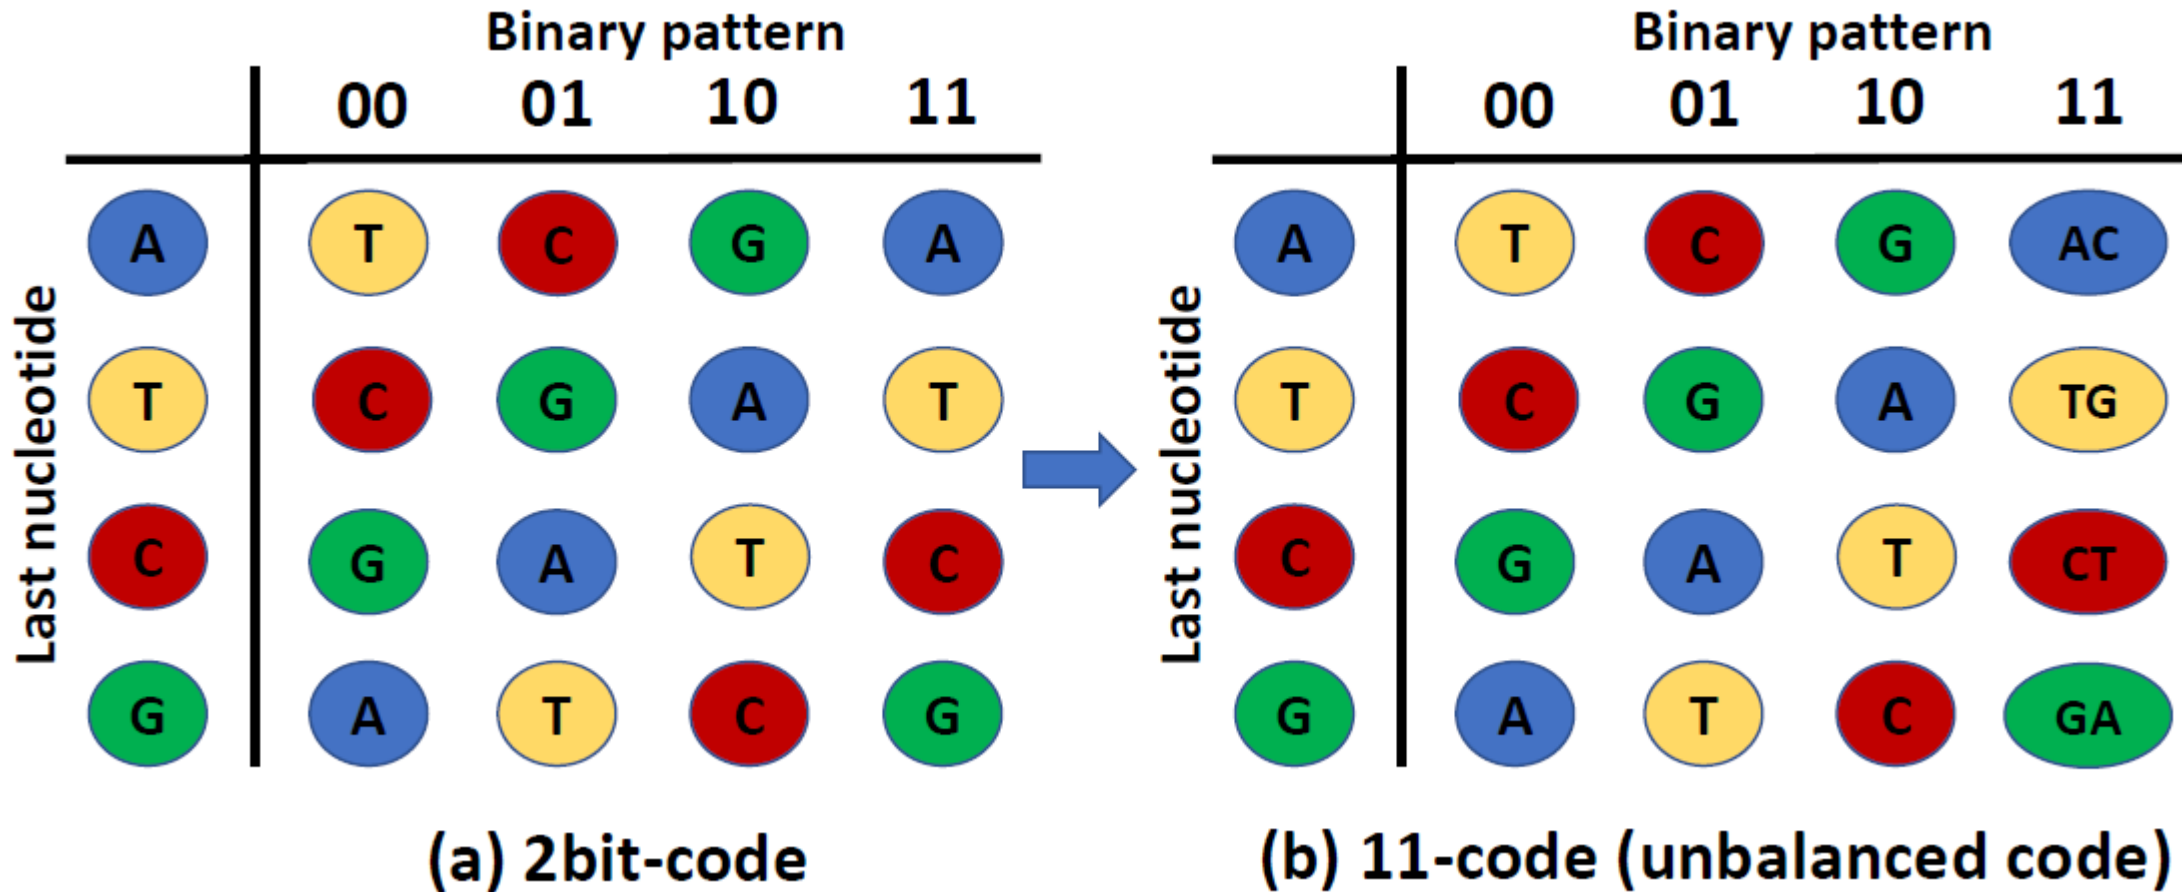 Binary pattern
00 01 10 11
Last nucleotide
A T C G A
T C G A T
C G A T C
G A T C G
(a) 2bit-code
Binary pattern
00 01 10 11
Last nucleotide
A T C G AC
T C G A TG
C G A T CT
G A T C GA
(b) 11-code (unbalanced code)